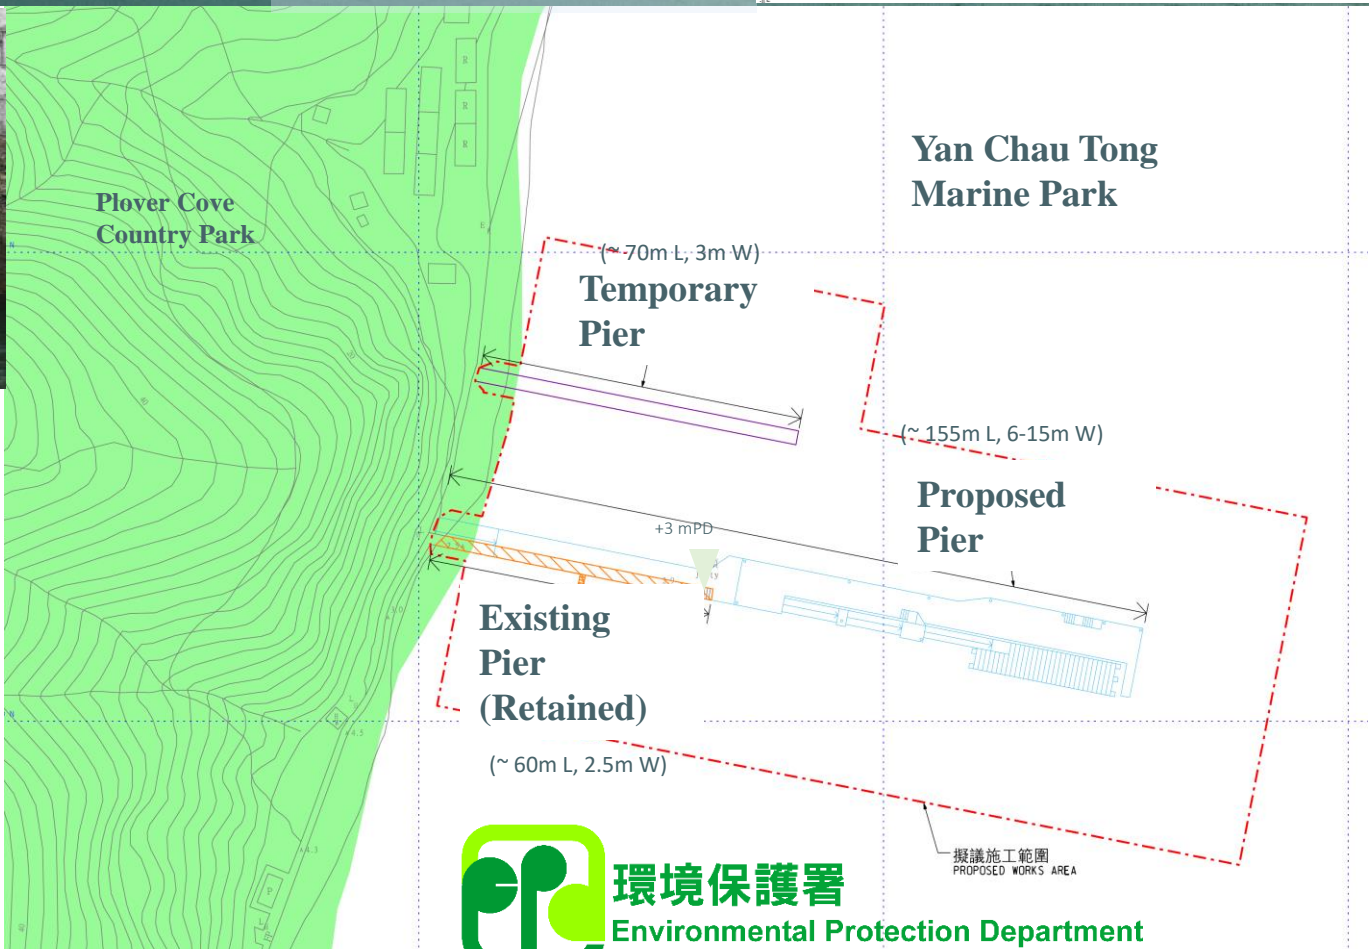 Yan Chau Tong
Marine Park
Plover Cove
Country Park
(~ 70m L, 3m W)
Temporary
Pier
(~ 155m L, 6-15m W)
Proposed
Pier
+3 mPD
Existing
Pier
(Retained)
(~ 60m L, 2.5m W)
擬議施工範圍
PROPOSED WORKS AREA
環境保護署
Environmental Protection Department